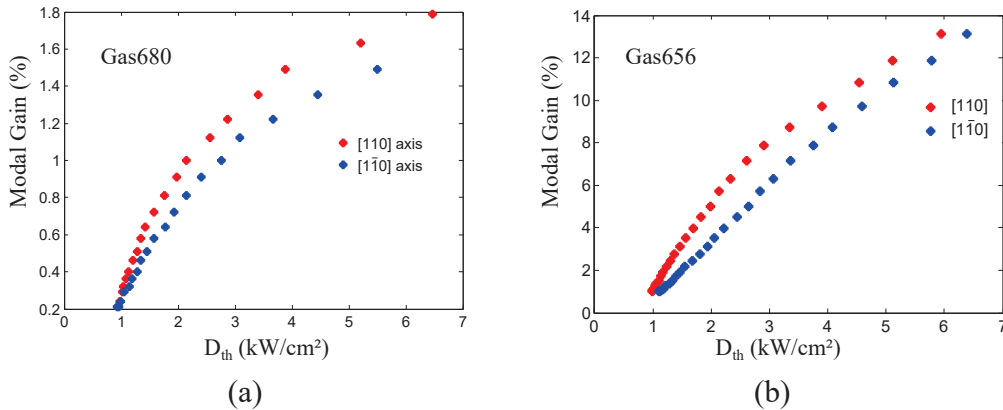 1.8
1.6
1.4
1.2
1
0.8
0.6
0.4
0.2
Modal Gain (%)
Gas680
[110] axis
[11̄0] axis
0 1 2 3 4 5 6 7
D_th (kW/cm²)
(a)
16
14
12
10
8
6
4
2
0
Modal Gain (%)
Gas656
[110]
[11̄0]
0 1 2 3 4 5 6 7
D_th (kW/cm²)
(b)